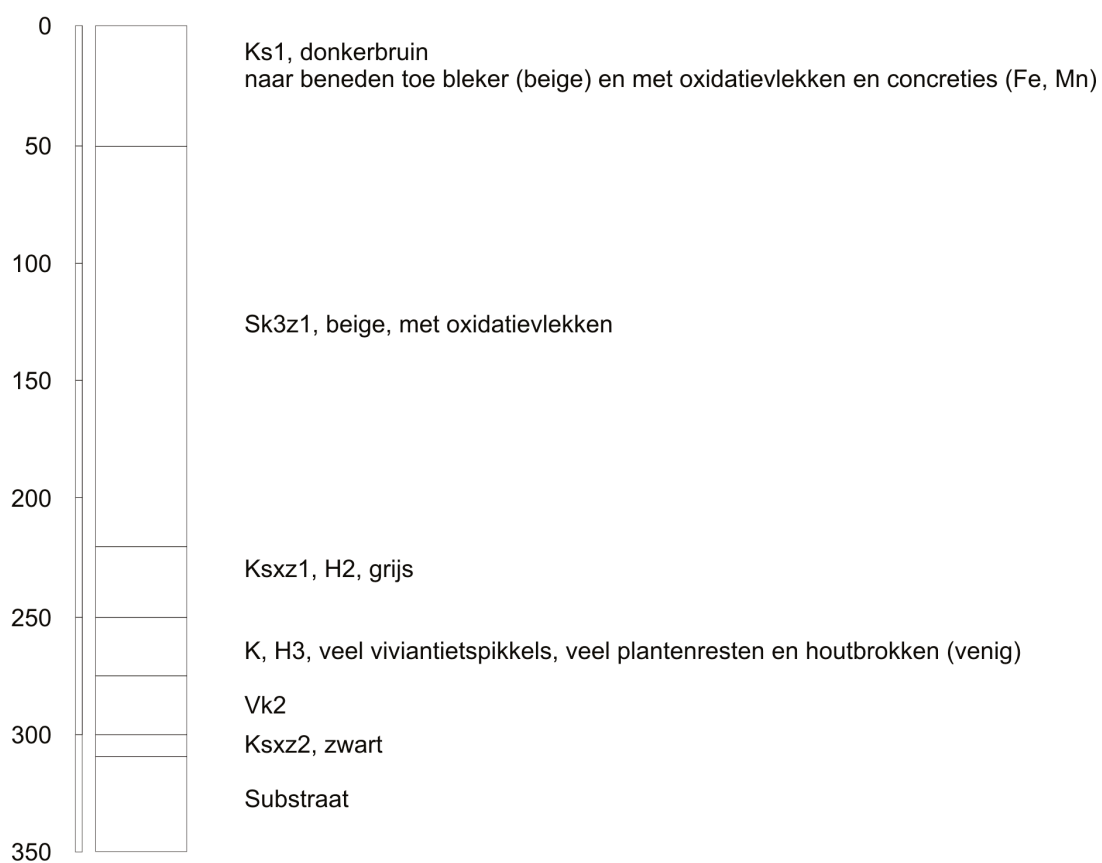 0
Ks1, donkerbruin
naar beneden toe bleker (beige) en met oxidatievlekken en concreties (Fe, Mn)
50
100
Sk3z1, beige, met oxidatievlekken
150
200
Ksxz1, H2, grijs
250
K, H3, veel viviantietspikkels, veel plantenresten en houtbrokken (venig)
Vk2
300
Ksxz2, zwart
Substraat
350